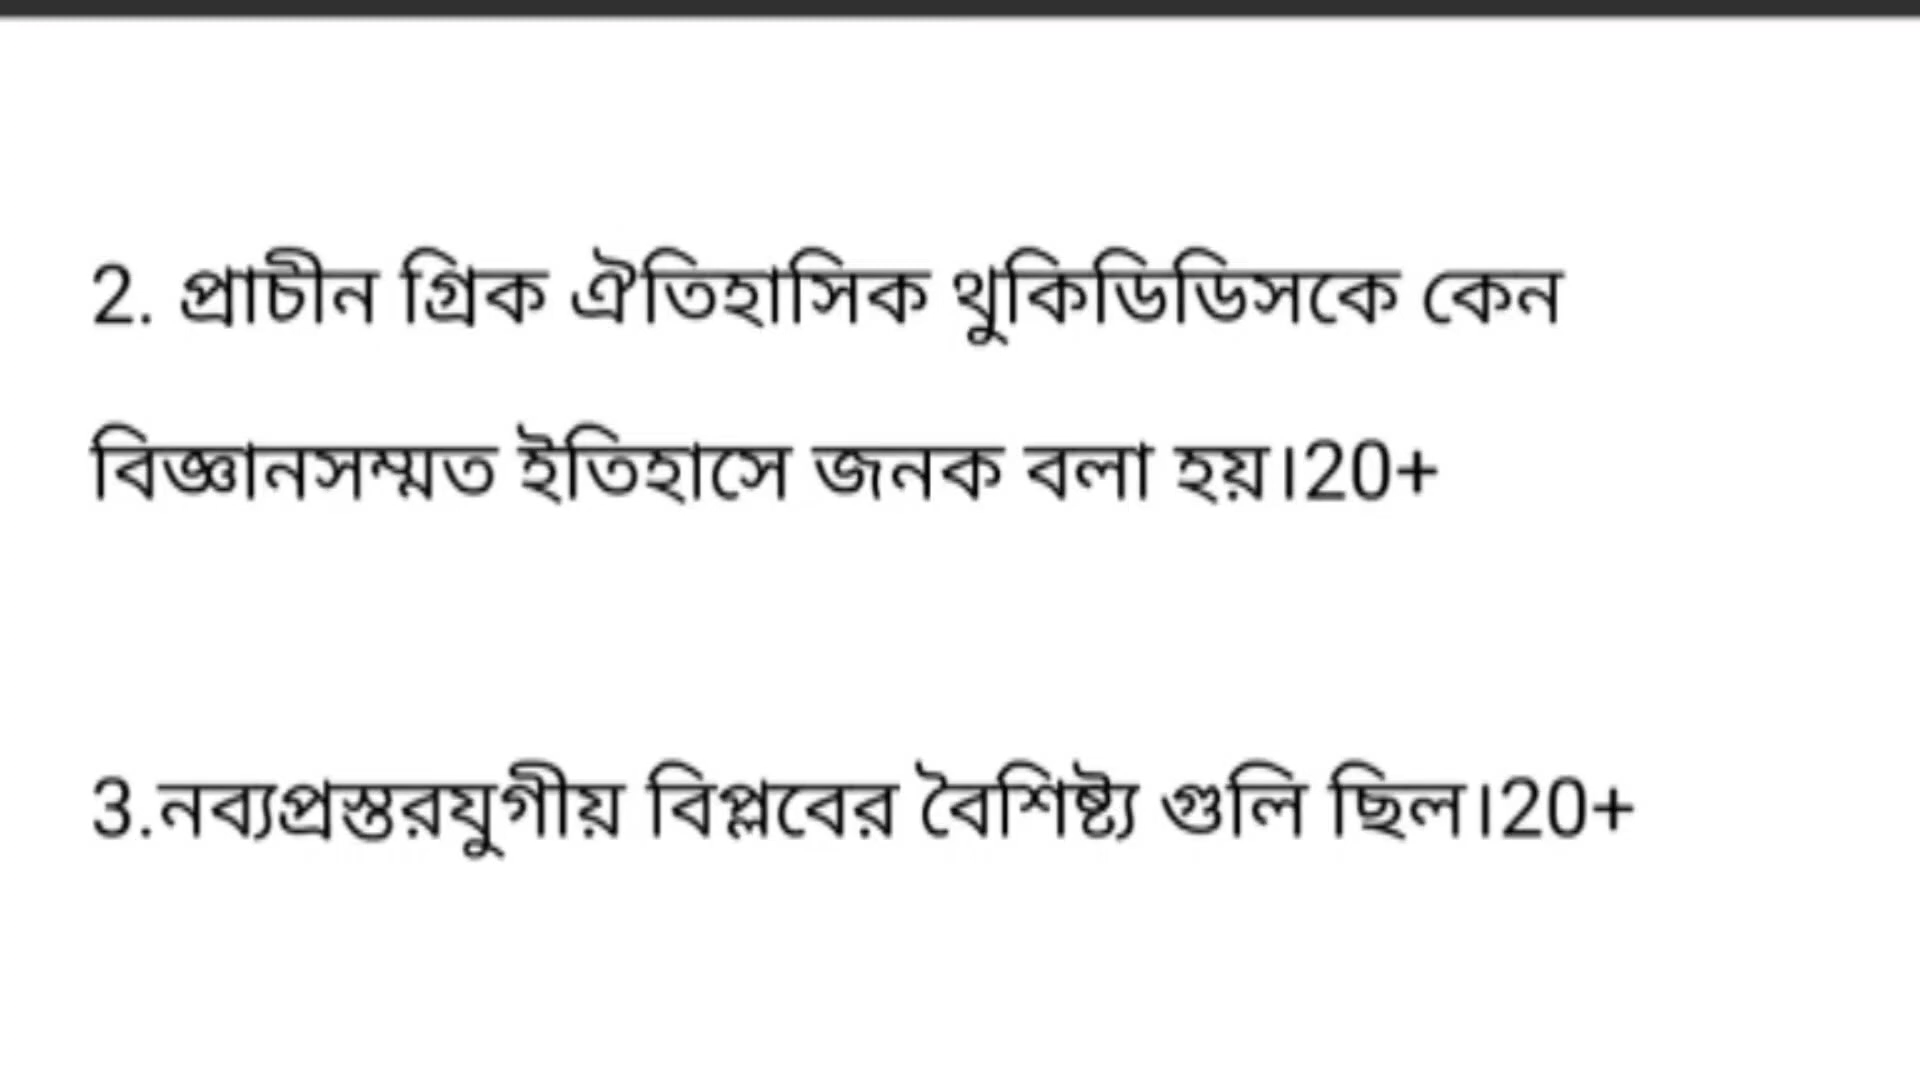 2. প্রাচীন গ্রিক ঐতিহাসিক থুকিডিডিসকে কেন
বিজ্ঞানসম্মত ইতিহাসে জনক বলা হয়।20+
3.নব্যপ্রস্তরযুগীয় বিপ্লবের বৈশিষ্ট্য গুলি ছিল।20+